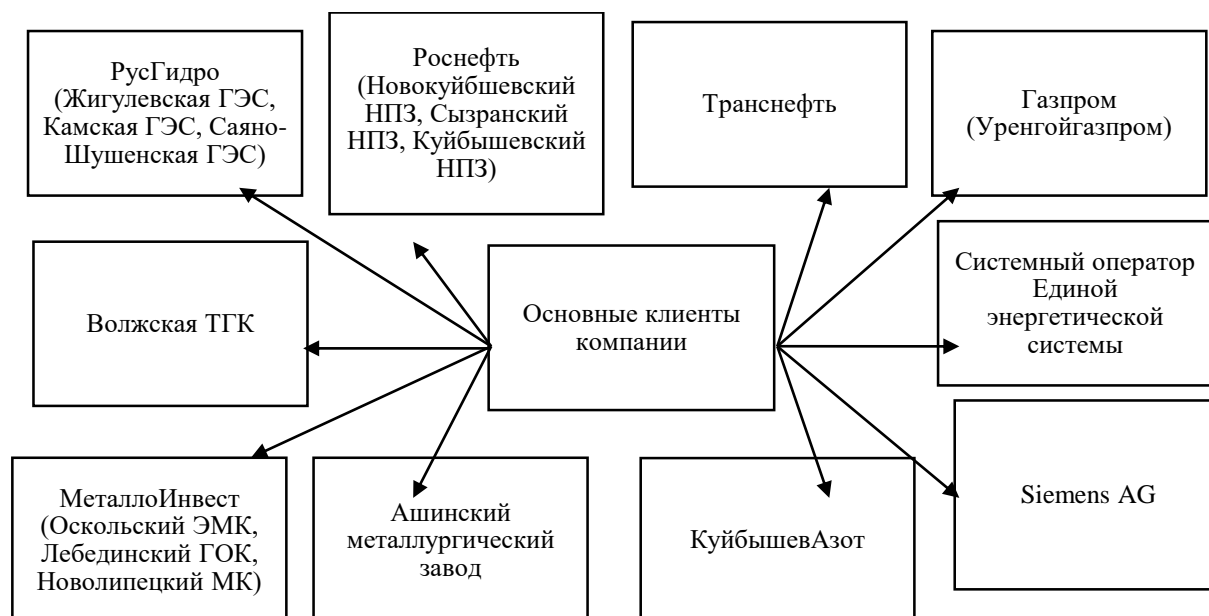 РусГидро
(Жигулевская ГЭС,
Камская ГЭС, Саяно-
Шушенская ГЭС)
Роснефть
(Новокуйбшевский
НПЗ, Сызранский
НПЗ, Куйбышевский
НПЗ)
Транснефть
Газпром
(Уренгойгазпром)
Волжская ТГК
Основные клиенты
компании
Системный оператор
Единой
энергетической
системы
МеталлоИнвест
(Оскольский ЭМК,
Лебединский ГОК,
Новолипецкий МК)
Ашинский
металлургический
завод
КуйбышевАзот
Siemens AG